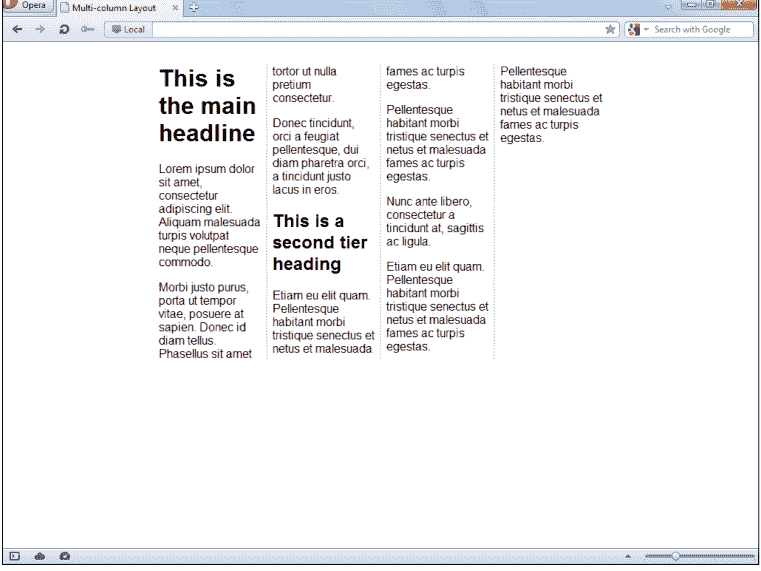 Opera
Multi-column Layout
Local
Search with Google
This is
the main
headline
Lorem ipsum dolor
sit amet,
consectetur
adipiscing elit.
Aliquam malesuada
turpis volutpat
neque pellentesque
commodo.
Morbi justo purus,
porta ut tempor
vitae, posuere at
sapien. Donec id
diam tellus.
Phasellus sit amet
tortor ut nulla
pretium
consectetur.
Donec tincidunt,
orci a feugiat
pellentesque, dui
diam pharetra orci,
a tincidunt justo
lacus in eros.
This is a
second tier
heading
Etiam eu elit quam.
Pellentesque
habitant morbi
tristique senectus et
netus et malesuada
fames ac turpis
egestas.
Pellentesque
habitant morbi
tristique senectus et
netus et malesuada
fames ac turpis
egestas.
Nunc ante libero,
consectetur a
tincidunt at, sagittis
ac ligula.
Etiam eu elit quam.
Pellentesque
habitant morbi
tristique senectus et
netus et malesuada
fames ac turpis
egestas.
Pellentesque
habitant morbi
tristique senectus et
netus et malesuada
fames ac turpis
egestas.